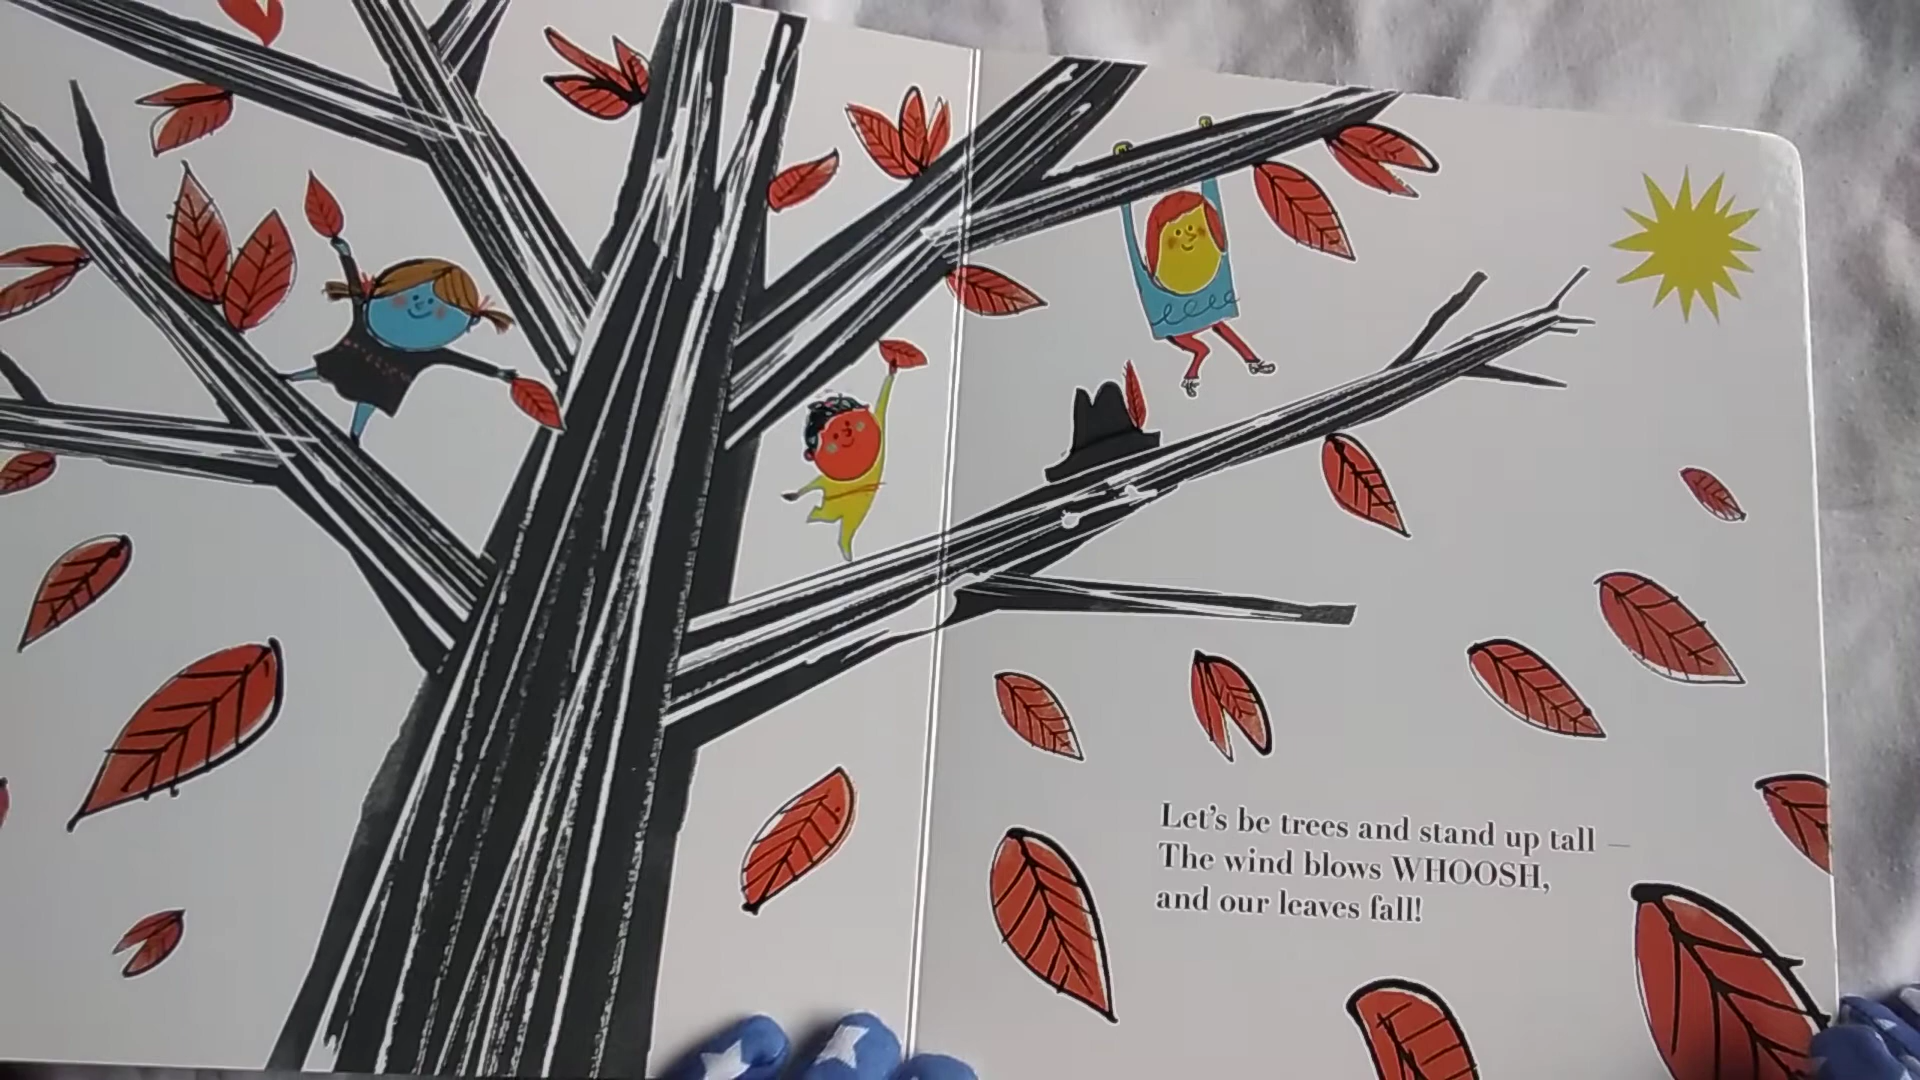 Let's be trees and stand up tall —
The wind blows WHOOSH,
and our leaves fall!